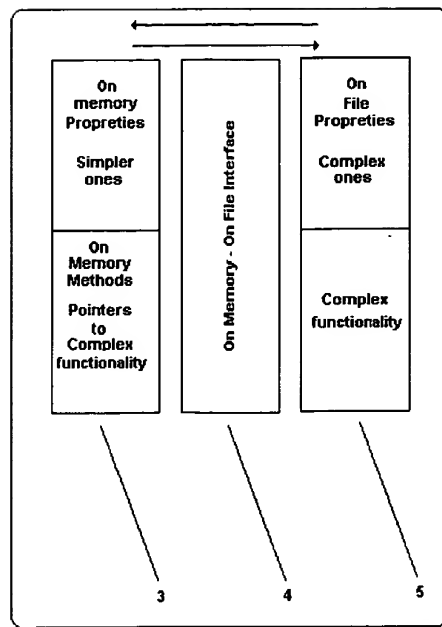 On
memory
Propreties
Simpler
ones
On
Memory
Methods
Pointers
to
Complex
functionality
On Memory - On File Interface
On
File
Propreties
Complex
ones
Complex
functionality
3
4
5